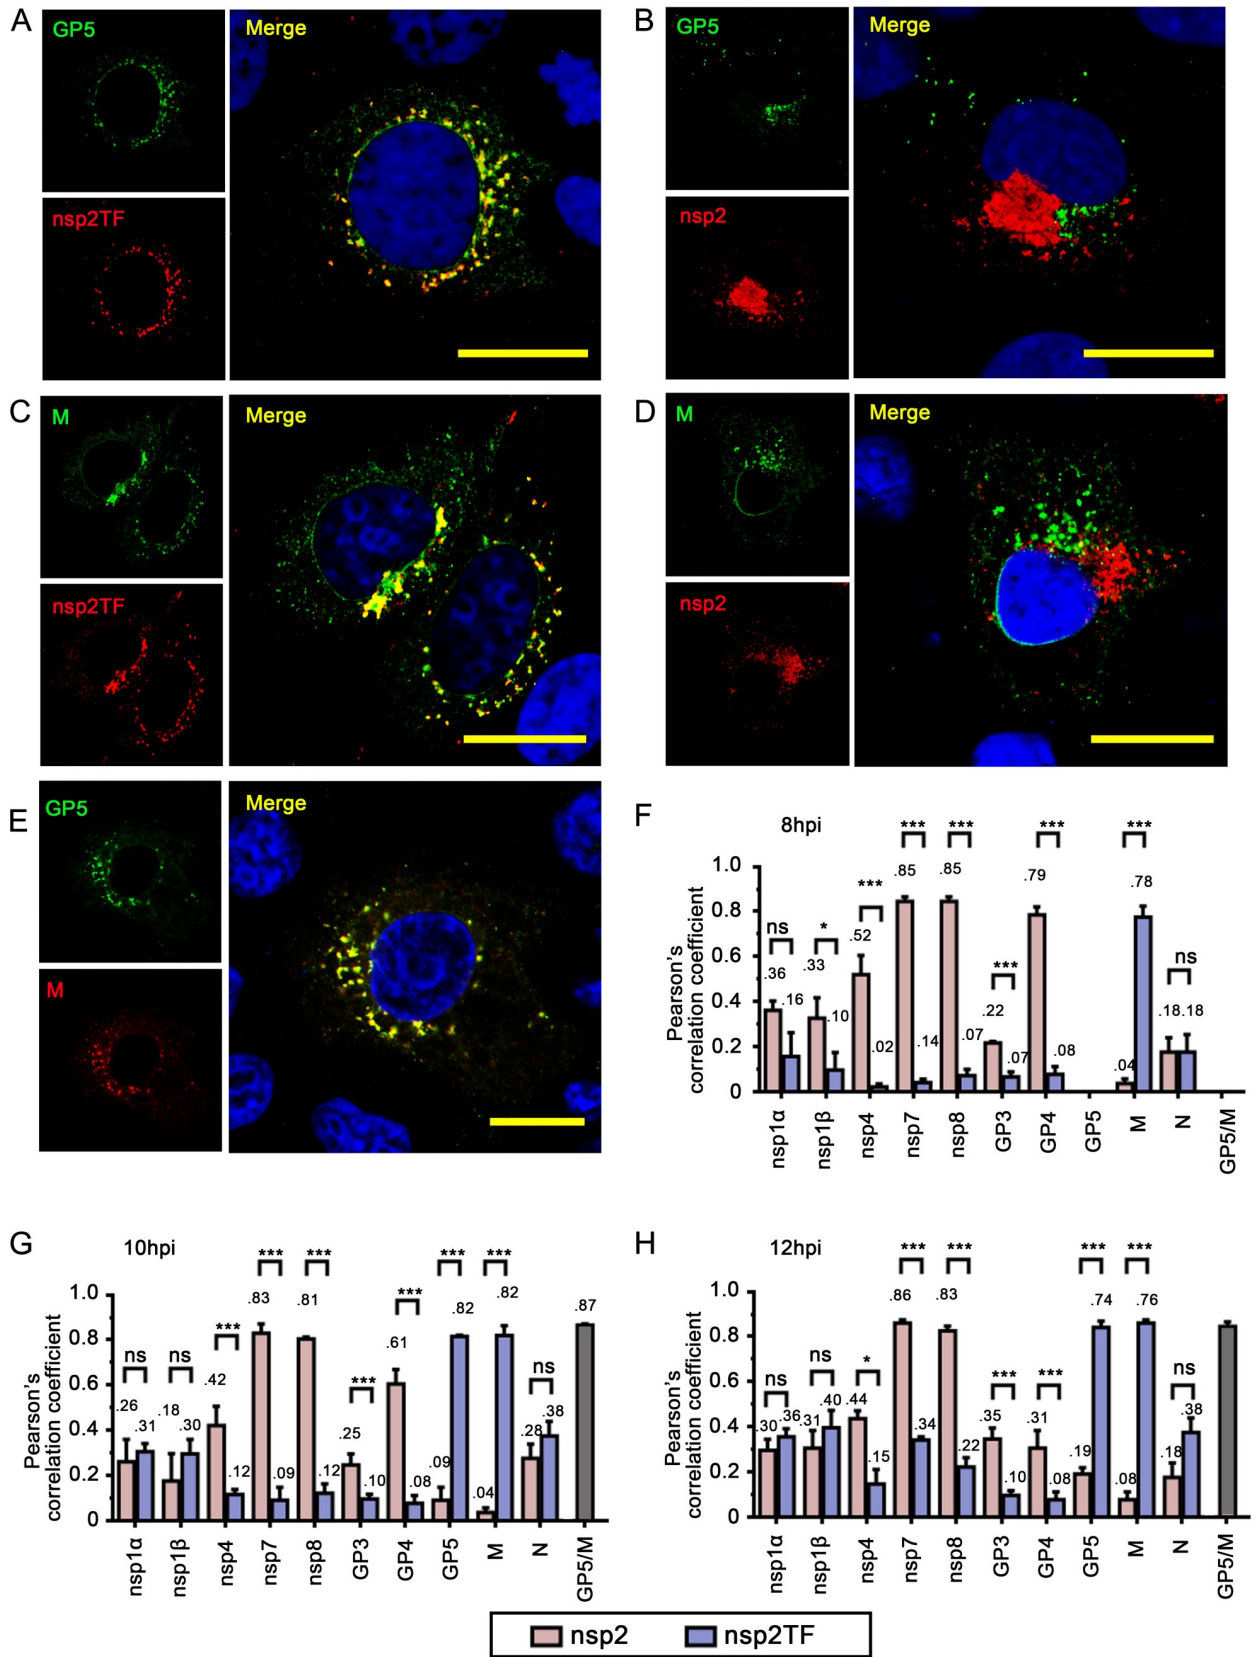 A
GP5
Merge
nsp2TF
B
GP5
Merge
nsp2
C
M
Merge
nsp2TF
D
M
Merge
nsp2
E
GP5
Merge
M
F
8hpi
Pearson's
correlation coefficient
1.0
0.8
0.6
0.4
0.2
0
ns * *** *** *** *** *** *** ns
.36 .16 .33 .10 .52 .02 .85 .14 .85 .07 .22 .07 .79 .08 .04 .78 .18 .18
nsp1α nsp1β nsp4 nsp7 nsp8 GP3 GP4 GP5 M N GP5/M
G
10hpi
Pearson's
correlation coefficient
1.0
0.8
0.6
0.4
0.2
0
ns ns *** *** *** *** *** *** *** ns
.26 .31 .18 .30 .42 .12 .83 .09 .81 .12 .25 .10 .61 .08 .09 .82 .04 .82 .28 .38 .87
nsp1α nsp1β nsp4 nsp7 nsp8 GP3 GP4 GP5 M N GP5/M
H
12hpi
Pearson's
correlation coefficient
1.0
0.8
0.6
0.4
0.2
0
ns ns * *** *** *** *** *** *** ns
.30 .36 .31 .40 .44 .15 .86 .34 .83 .22 .35 .10 .31 .08 .19 .74 .08 .76 .18 .38
nsp1α nsp1β nsp4 nsp7 nsp8 GP3 GP4 GP5 M N GP5/M
nsp2 nsp2TF